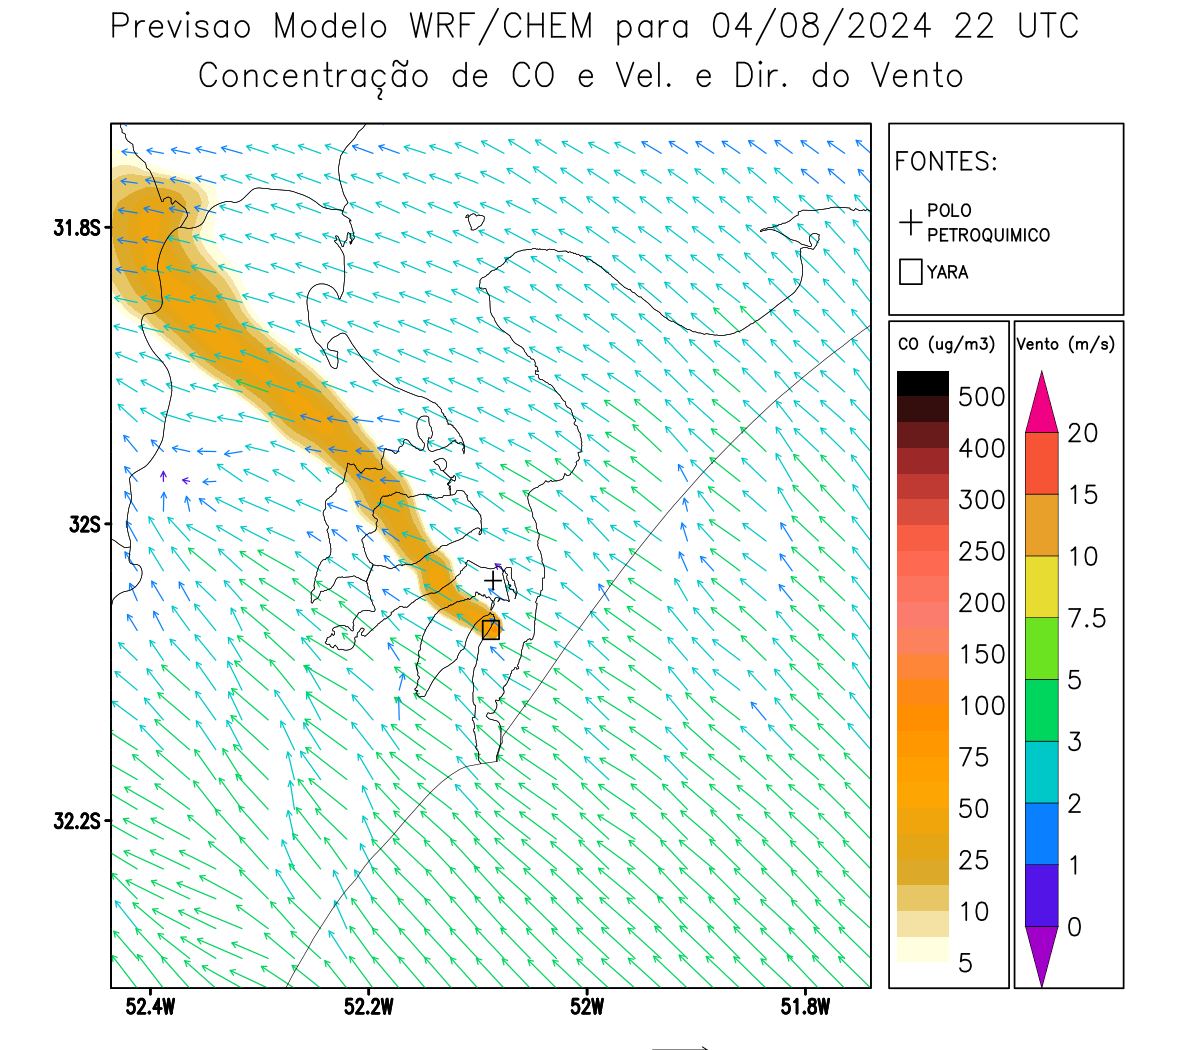 Previsao Modelo WRF/CHEM para 04/08/2024 22 UTC
Concentração de CO e Vel. e Dir. do Vento
FONTES:
POLO
PETROQUIMICO
YARA
CO (ug/m3)
500
400
300
250
200
150
100
75
50
25
10
5
Vento (m/s)
20
15
10
7.5
5
3
2
1
0
31.8S
32S
32.2S
52.4W 52.2W 52W 51.8W